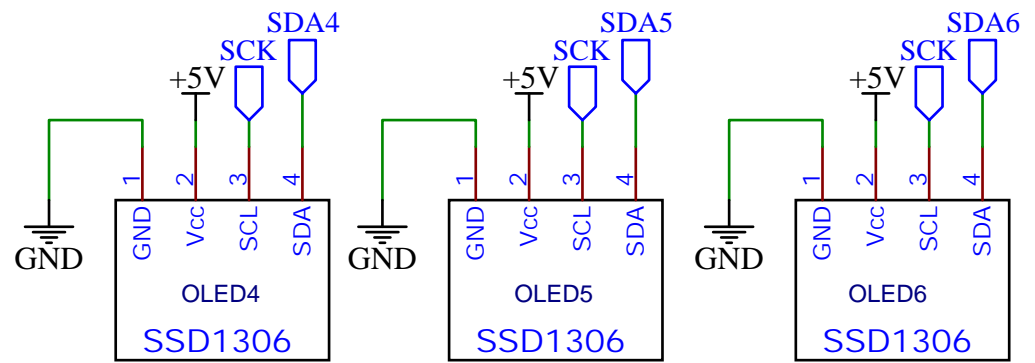 SDA4 SDA5 SDA6
SCK SCK SCK
+5V +5V +5V
1 2 3 4 1 2 3 4 1 2 3 4
GND Vcc SCL SDA GND Vcc SCL SDA GND Vcc SCL SDA
GND GND GND
OLED4 OLED5 OLED6
SSD1306 SSD1306 SSD1306